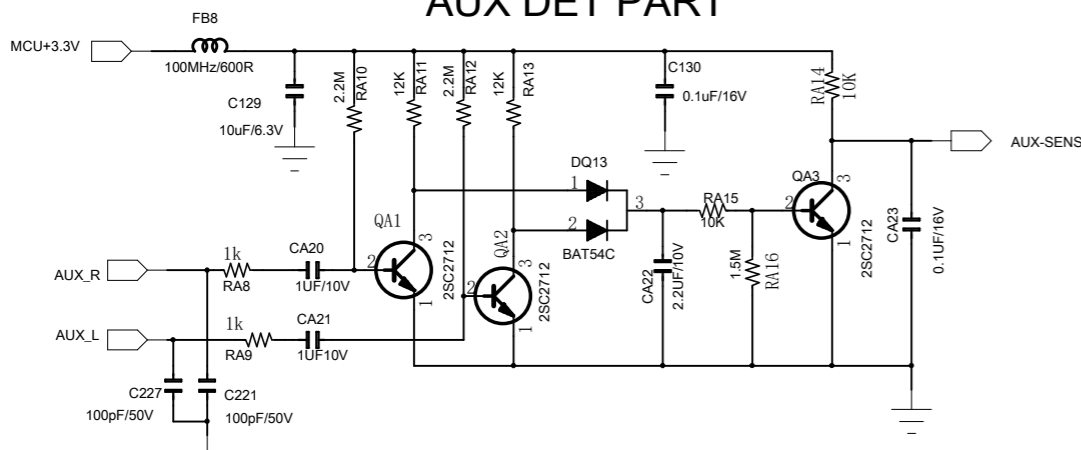 AUX DET PART
FB8
MCU+3.3V
100MHz/600R
C129
10uF/6.3V
2.2M
RA10
12K
RA11
2.2M
RA12
12K
RA13
C130
0.1uF/16V
RA14
10K
AUX-SENS
DQ13
1
2
3
BAT54C
RA15
10K
QA3
2
3
1
2SC2712
CA23
0.1UF/16V
CA22
2.2UF/10V
1.5M
RA16
QA1
2
3
1
2SC2712
QA2
2
3
1
2SC2712
AUX_R
1k
RA8
CA20
1UF/10V
AUX_L
1k
RA9
CA21
1UF10V
C227
100pF/50V
C221
100pF/50V